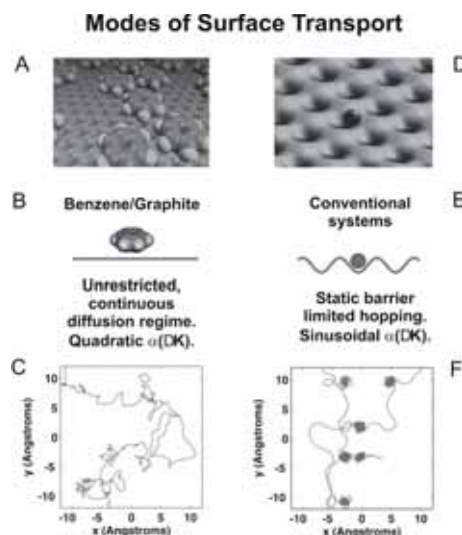 Modes of Surface Transport
A
D
B
Benzene/Graphite
Unrestricted,
continuous
diffusion regime.
Quadratic α(DK).
E
Conventional
systems
Static barrier
limited hopping.
Sinusoidal α(DK).
C
y (Angstroms)
10
5
0
-5
-10
-10
-5
0
5
10
x (Angstroms)
F
y (Angstroms)
10
5
0
-5
-10
-10
-5
0
5
10
x (Angstroms)